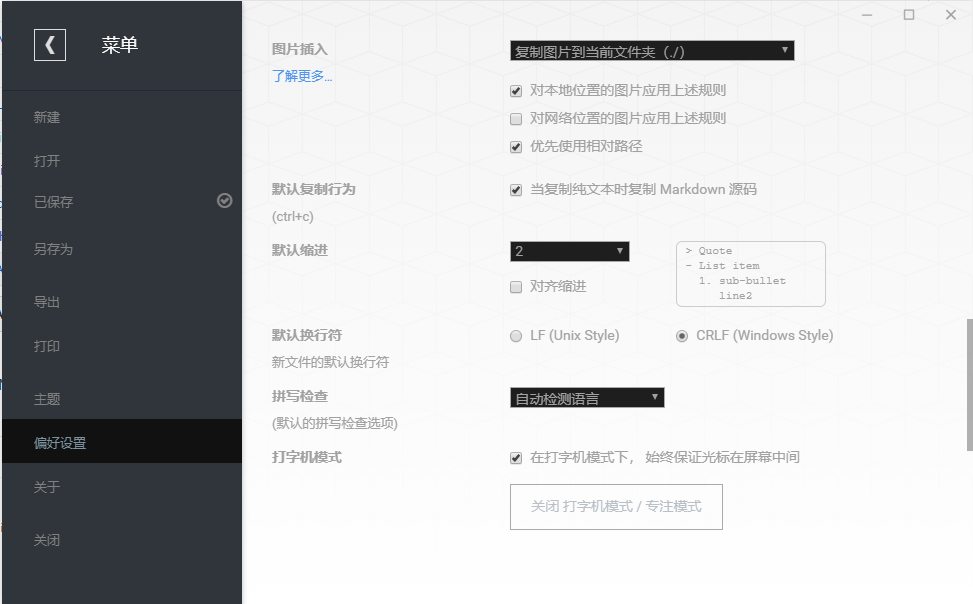 菜单
新建
打开
已保存
另存为
导出
打印
主题
偏好设置
关于
关闭
图片插入
复制图片到当前文件夹（./）
了解更多...
对本地位置的图片应用上述规则
对网络位置的图片应用上述规则
优先使用相对路径
默认复制行为
当复制纯文本时复制 Markdown 源码
(ctrl+c)
默认缩进
2
> Quote
- List item
1. sub-bullet
line2
对齐缩进
默认换行符
LF (Unix Style)
CRLF (Windows Style)
新文件的默认换行符
拼写检查
自动检测语言
(默认的拼写检查选项)
打字机模式
在打字机模式下， 始终保证光标在屏幕中间
关闭 打字机模式 / 专注模式